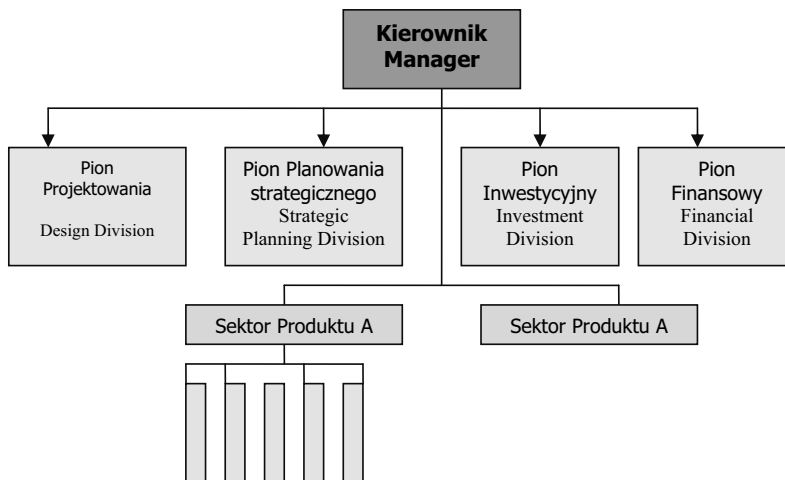 Kierownik
Manager
Pion
Projektowania
Design Division
Pion Planowania
strategicznego
Strategic
Planning Division
Pion
Inwestycyjny
Investment
Division
Pion
Finansowy
Financial
Division
Sektor Produktu A
Sektor Produktu A